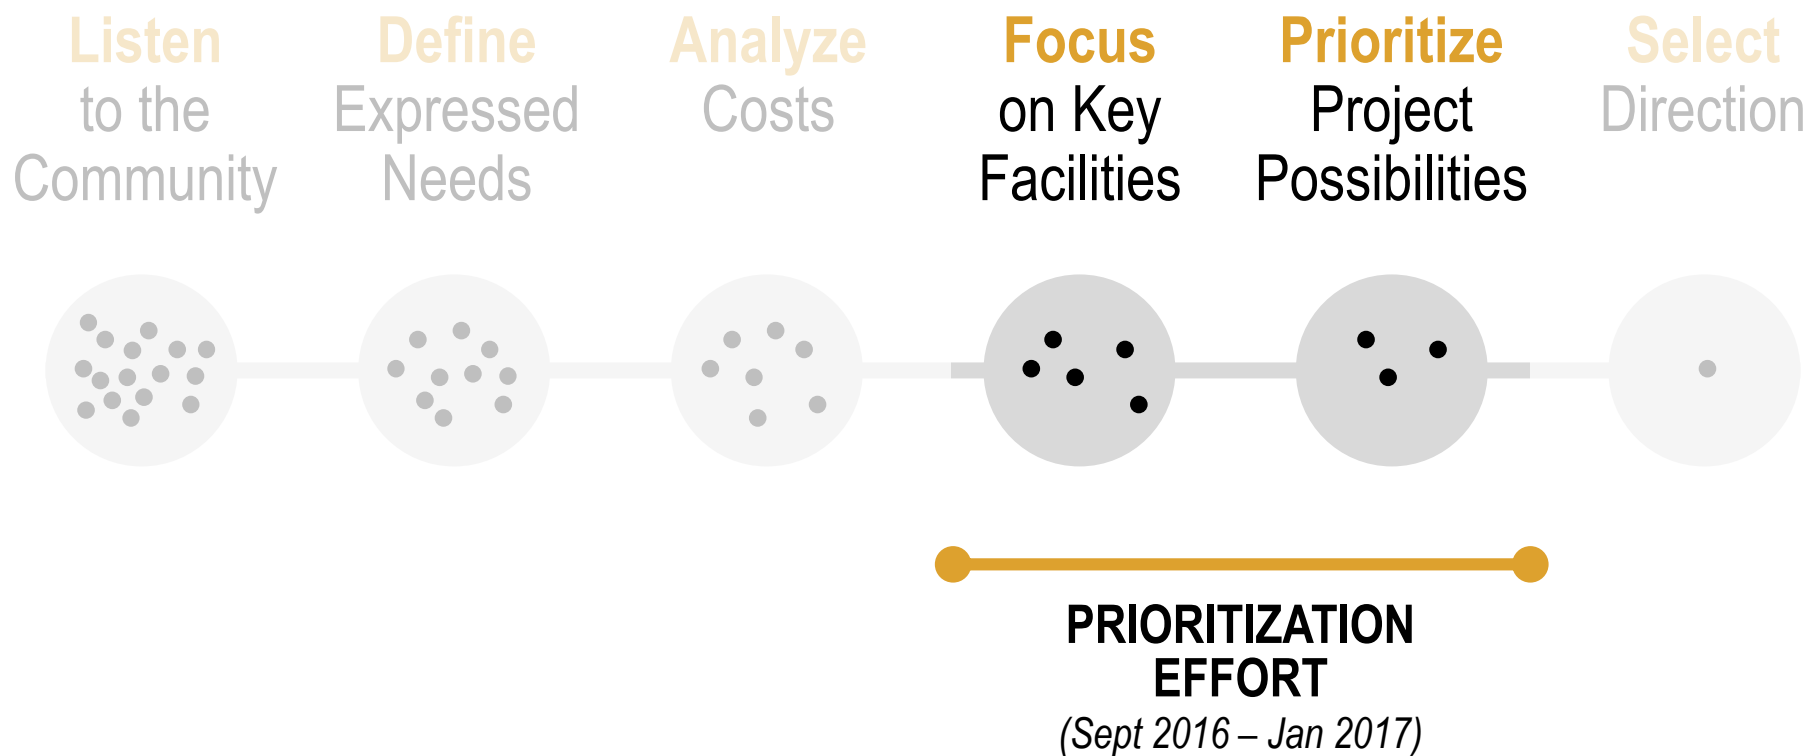 Listen
to the
Community
Define
Expressed
Needs
Analyze
Costs
Focus
on Key
Facilities
Prioritize
Project
Possibilities
Select
Direction
PRIORITIZATION
EFFORT
(Sept 2016 – Jan 2017)